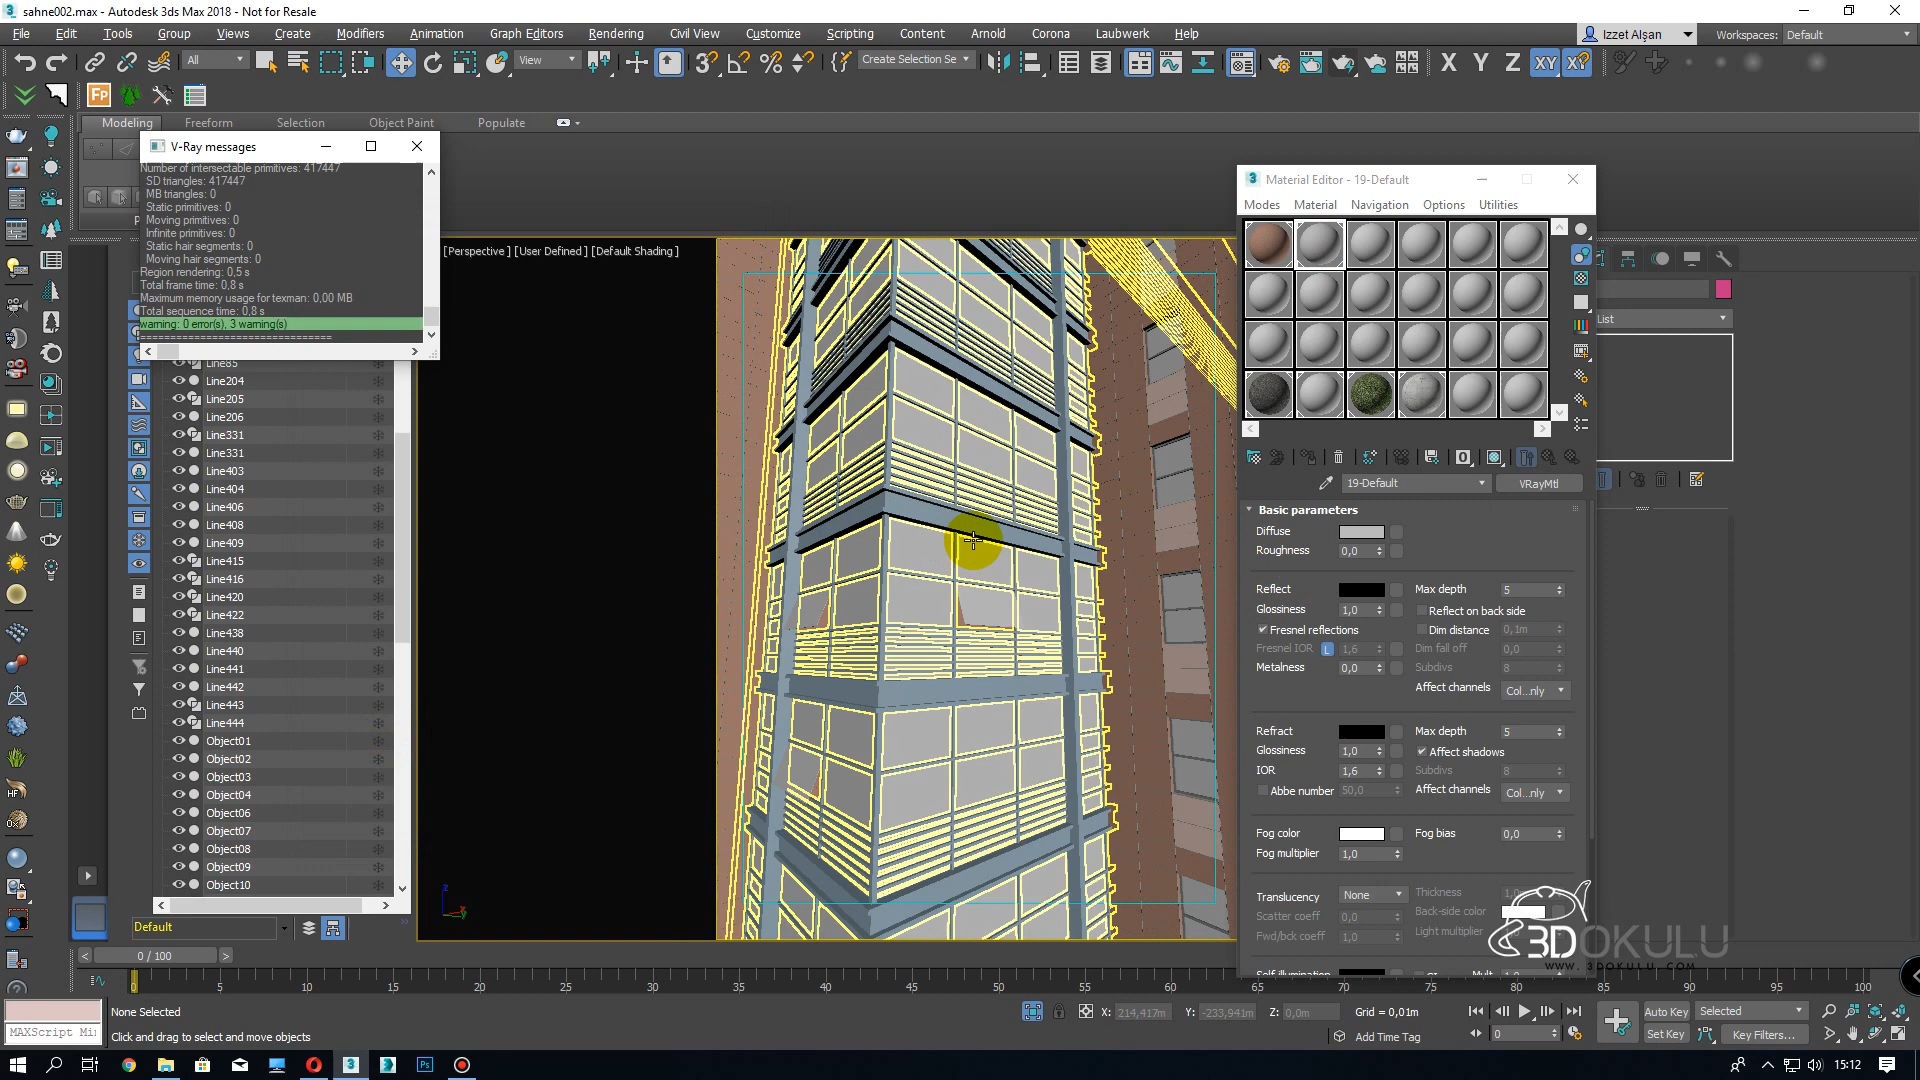 sahne002.max - Autodesk 3ds Max 2018 - Not for Resale
File Edit Tools Group Views Create Modifiers Animation Graph Editors Rendering Civil View Customize Scripting Content Arnold Corona Laubwerk Help
Izzet Alşan
Workspaces: Default
All
View
Create Selection Se
X Y Z XY
Modeling Freeform Selection Object Paint Populate
V-Ray messages
Number of intersectable primitives: 417447
SD triangles: 417447
MB triangles: 0
Static primitives: 0
Moving primitives: 0
Infinite primitives: 0
Static hair segments: 0
Moving hair segments: 0
Region rendering: 0,5 s
Total frame time: 0,8 s
Maximum memory usage for texman: 0,00 MB
Total sequence time: 0,8 s
warning: 0 error(s), 3 warning(s)
================================
Line85
Line204
Line205
Line206
Line331
Line331
Line403
Line404
Line406
Line408
Line409
Line415
Line416
Line420
Line422
Line438
Line440
Line441
Line442
Line443
Line444
Object01
Object02
Object03
Object04
Object06
Object07
Object08
Object09
Object10
Default
[Perspective ] [User Defined ] [Default Shading ]
Material Editor - 19-Default
Modes Material Navigation Options Utilities
19-Default
VRayMtl
List
Basic parameters
Diffuse
Roughness 0,0
Reflect Max depth 5
Glossiness 1,0 Reflect on back side
Fresnel reflections Dim distance 0,1m
Fresnel IOR L 1,6 Dim fall off 0,0
Metalness 0,0 Subdivs 8
Affect channels Col...nly
Refract Max depth 5
Glossiness 1,0 Affect shadows
IOR 1,6 Subdivs 8
Abbe number 50,0 Affect channels Col...nly
Fog color Fog bias 0,0
Fog multiplier 1,0
Translucency None Thickness
Scatter coeff 0,0 Back-side color
Fwd/bck coeff 1,0 Light multiplier
3DOKULU
WWW.3DOKULU.COM
0 / 100
0 5 10 15 20 25 30 35 40 45 50 55 60 65 70 75 80 85 90 95 100
None Selected
Click and drag to select and move objects
MAXScript Mi
X: 214,417m Y: -233,941m Z: 0,0m Grid = 0,01m
Add Time Tag
Auto Key Selected
Set Key Key Filters...
0
15:12